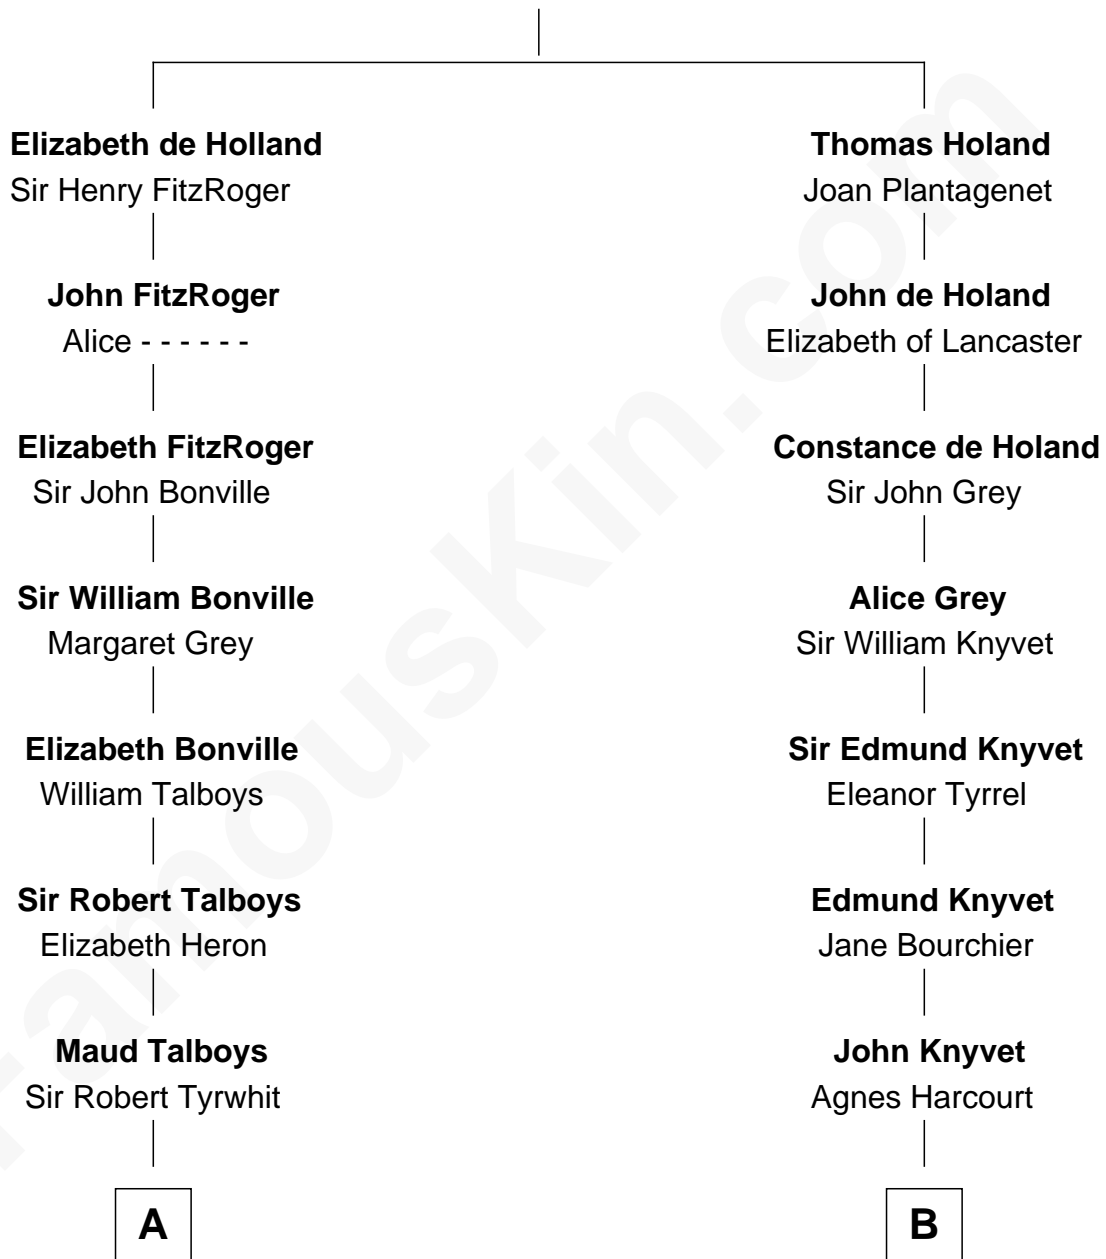 Elizabeth de Holland
Sir Henry FitzRoger
John FitzRoger
Alice - - - - - -
Elizabeth FitzRoger
Sir John Bonville
Sir William Bonville
Margaret Grey
Elizabeth Bonville
William Talboys
Sir Robert Talboys
Elizabeth Heron
Maud Talboys
Sir Robert Tyrwhit
A
Thomas Holand
Joan Plantagenet
John de Holand
Elizabeth of Lancaster
Constance de Holand
Sir John Grey
Alice Grey
Sir William Knyvet
Sir Edmund Knyvet
Eleanor Tyrrel
Edmund Knyvet
Jane Bourchier
John Knyvet
Agnes Harcourt
B
FamousKin.com